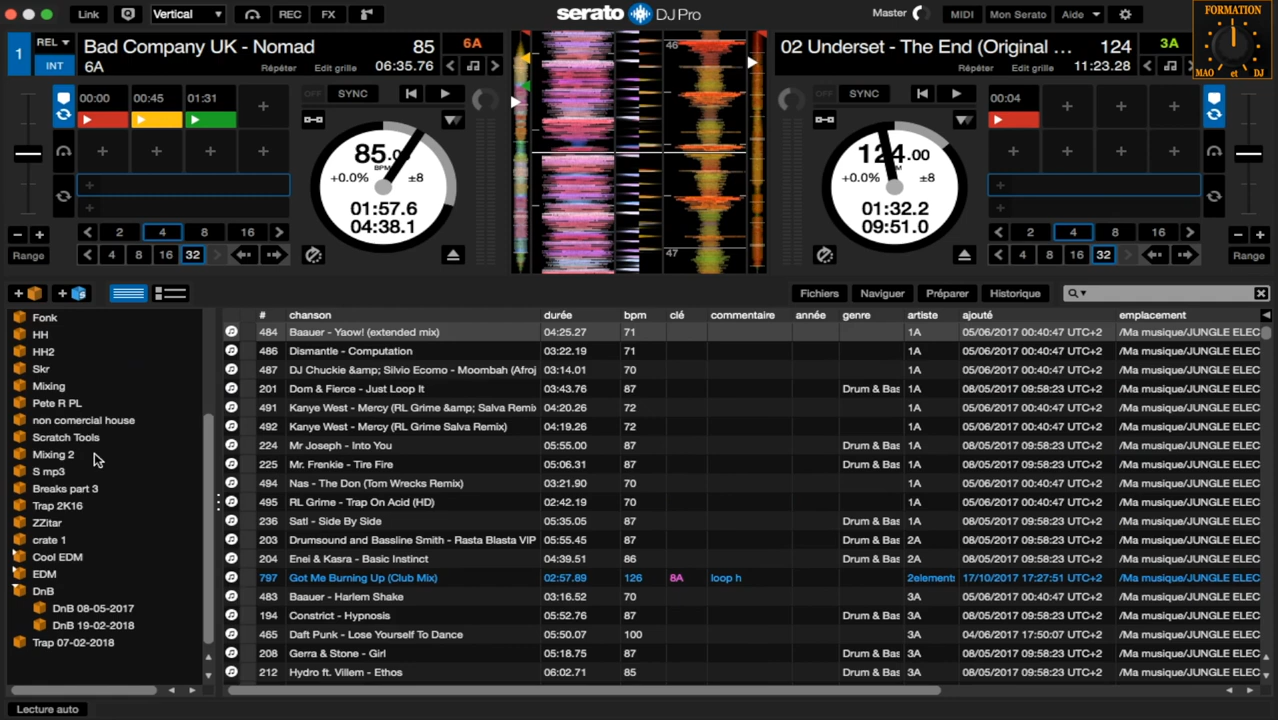 Link
Vertical
REC
FX
serato DJ Pro
Master
MIDI
Mon Serato
Aide
FORMATION
MAO et DJ
1
REL
INT
Bad Company UK - Nomad
6A
85
06:35.76
6A
Répéter
Edit grille
00:00
00:45
01:31
OFF
SYNC
85.00
BPM
+0.0%
±8
01:57.6
04:38.1
2 4 8 16
4 8 16 32
Range
46
47
02 Underset - The End (Original ...
124
11:23.28
3A
Répéter
Edit grille
OFF
SYNC
00:04
124.00
+0.0%
±8
01:32.2
09:51.0
2 4 8 16
4 8 16 32
Range
Fichiers
Naviguer
Préparer
Historique
Fonk
HH
HH2
Skr
Mixing
Pete R PL
non comercial house
Scratch Tools
Mixing 2
S mp3
Breaks part 3
Trap 2K16
ZZitar
crate 1
Cool EDM
EDM
DnB
DnB 08-05-2017
DnB 19-02-2018
Trap 07-02-2018
# chanson durée bpm clé commentaire année genre artiste ajouté emplacement
484 Baauer - Yaow! (extended mix) 04:25.27 71 1A 05/06/2017 00:40:47 UTC+2 /Ma musique/JUNGLE ELEC
486 Dismantle - Computation 03:22.19 71 1A 05/06/2017 00:40:47 UTC+2 /Ma musique/JUNGLE ELEC
487 DJ Chuckie &amp; Silvio Ecomo - Moombah (Afroj 03:14.01 70 1A 05/06/2017 00:40:47 UTC+2 /Ma musique/JUNGLE ELEC
201 Dom & Fierce - Just Loop It 03:43.76 87 Drum & Bas 1A 08/05/2017 09:58:23 UTC+2 /Ma musique/JUNGLE ELEC
491 Kanye West - Mercy (RL Grime &amp; Salva Remix 04:20.26 72 1A 05/06/2017 00:40:47 UTC+2 /Ma musique/JUNGLE ELEC
492 Kanye West - Mercy (RL Grime Salva Remix) 04:19.26 72 1A 05/06/2017 00:40:47 UTC+2 /Ma musique/JUNGLE ELEC
224 Mr Joseph - Into You 05:55.00 87 Drum & Bas 1A 08/05/2017 09:58:23 UTC+2 /Ma musique/JUNGLE ELEC
225 Mr. Frenkie - Tire Fire 05:06.31 87 Drum & Bas 1A 08/05/2017 09:58:23 UTC+2 /Ma musique/JUNGLE ELEC
494 Nas - The Don (Tom Wrecks Remix) 03:21.90 70 1A 05/06/2017 00:40:47 UTC+2 /Ma musique/JUNGLE ELEC
495 RL Grime - Trap On Acid (HD) 02:42.19 70 1A 05/06/2017 00:40:47 UTC+2 /Ma musique/JUNGLE ELEC
236 Satl - Side By Side 05:35.05 87 Drum & Bas 1A 08/05/2017 09:58:23 UTC+2 /Ma musique/JUNGLE ELEC
203 Drumsound and Bassline Smith - Rasta Blasta VIP 05:55.45 87 Drum & Bas 2A 08/05/2017 09:58:23 UTC+2 /Ma musique/JUNGLE ELEC
204 Enei & Kasra - Basic Instinct 04:39.51 86 Drum & Bas 2A 08/05/2017 09:58:23 UTC+2 /Ma musique/JUNGLE ELEC
797 Got Me Burning Up (Club Mix) 02:57.89 126 8A loop h 2element 17/10/2017 17:27:51 UTC+2 /Ma musique/JUNGLE ELEC
483 Baauer - Harlem Shake 03:16.52 70 3A 05/06/2017 00:40:47 UTC+2 /Ma musique/JUNGLE ELEC
194 Constrict - Hypnosis 05:52.76 87 Drum & Bas 3A 08/05/2017 09:58:23 UTC+2 /Ma musique/JUNGLE ELEC
465 Daft Punk - Lose Yourself To Dance 05:50.07 100 3A 04/06/2017 17:50:07 UTC+2 /Ma musique/JUNGLE ELEC
208 Gerra & Stone - Girl 05:18.75 87 Drum & Bas 3A 08/05/2017 09:58:23 UTC+2 /Ma musique/JUNGLE ELEC
212 Hydro ft. Villem - Ethos 06:02.71 85 Drum & Bas 3A 08/05/2017 09:58:23 UTC+2 /Ma musique/JUNGLE ELEC
Lecture auto